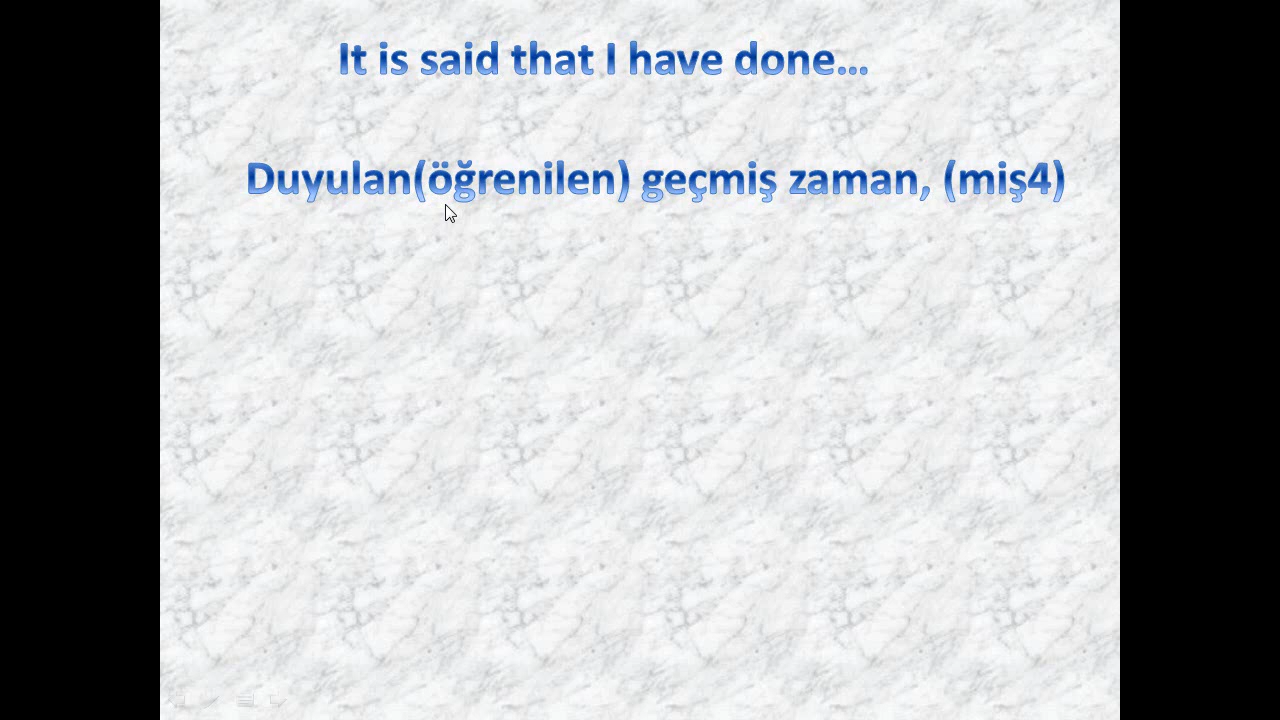 It is said that I have done...
Duyulan(öğrenilen) geçmiş zaman, (miş4)